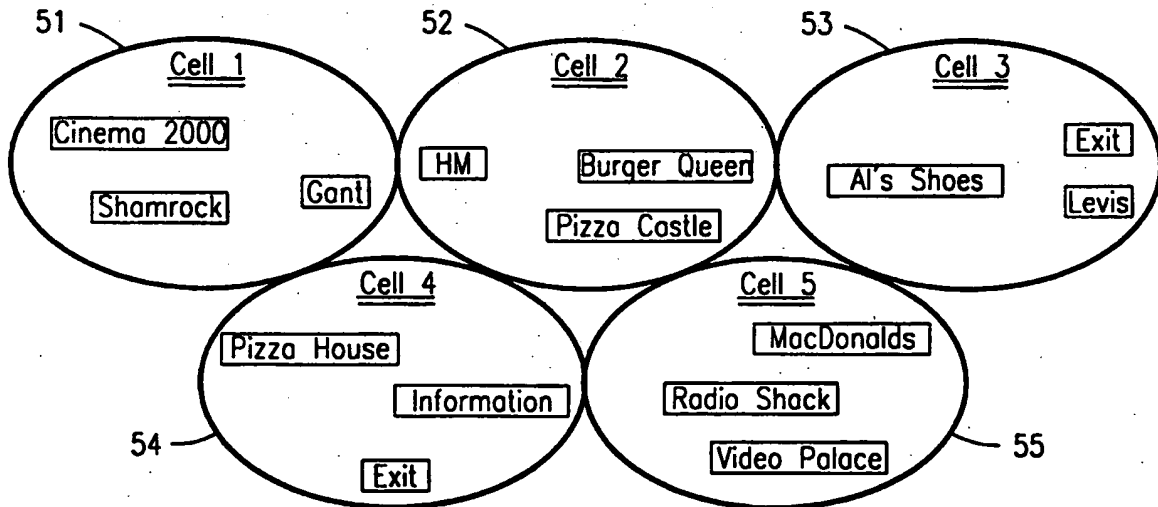 51
52
53
Cell 1
Cell 2
Cell 3
Cinema 2000
Shamrock
Gant
HM
Burger Queen
Pizza Castle
Exit
Al's Shoes
Levis
Cell 4
Cell 5
Pizza House
Information
Exit
MacDonalds
Radio Shack
Video Palace
54
55